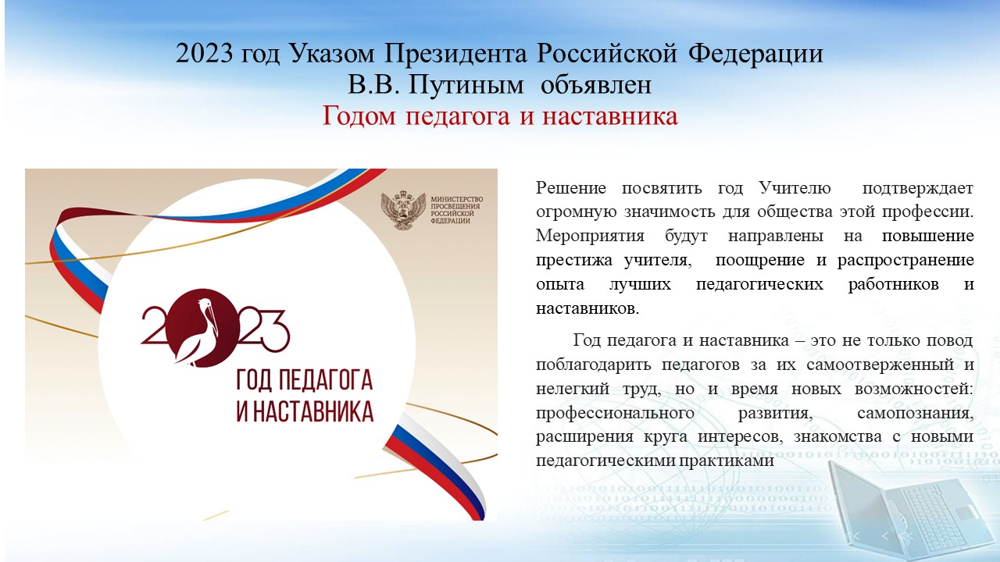 2023 год Указом Президента Российской Федерации
В.В. Путиным объявлен
Годом педагога и наставника
МИНИСТЕРСТВО
ПРОСВЕЩЕНИЯ
РОССИЙСКОЙ
ФЕДЕРАЦИИ
2023
ГОД ПЕДАГОГА
И НАСТАВНИКА
Решение посвятить год Учителю подтверждает
огромную значимость для общества этой профессии.
Мероприятия будут направлены на повышение
престижа учителя, поощрение и распространение
опыта лучших педагогических работников и
наставников.
Год педагога и наставника – это не только повод
поблагодарить педагогов за их самоотверженный и
нелегкий труд, но и время новых возможностей:
профессионального развития, самопознания,
расширения круга интересов, знакомства с новыми
педагогическими практиками